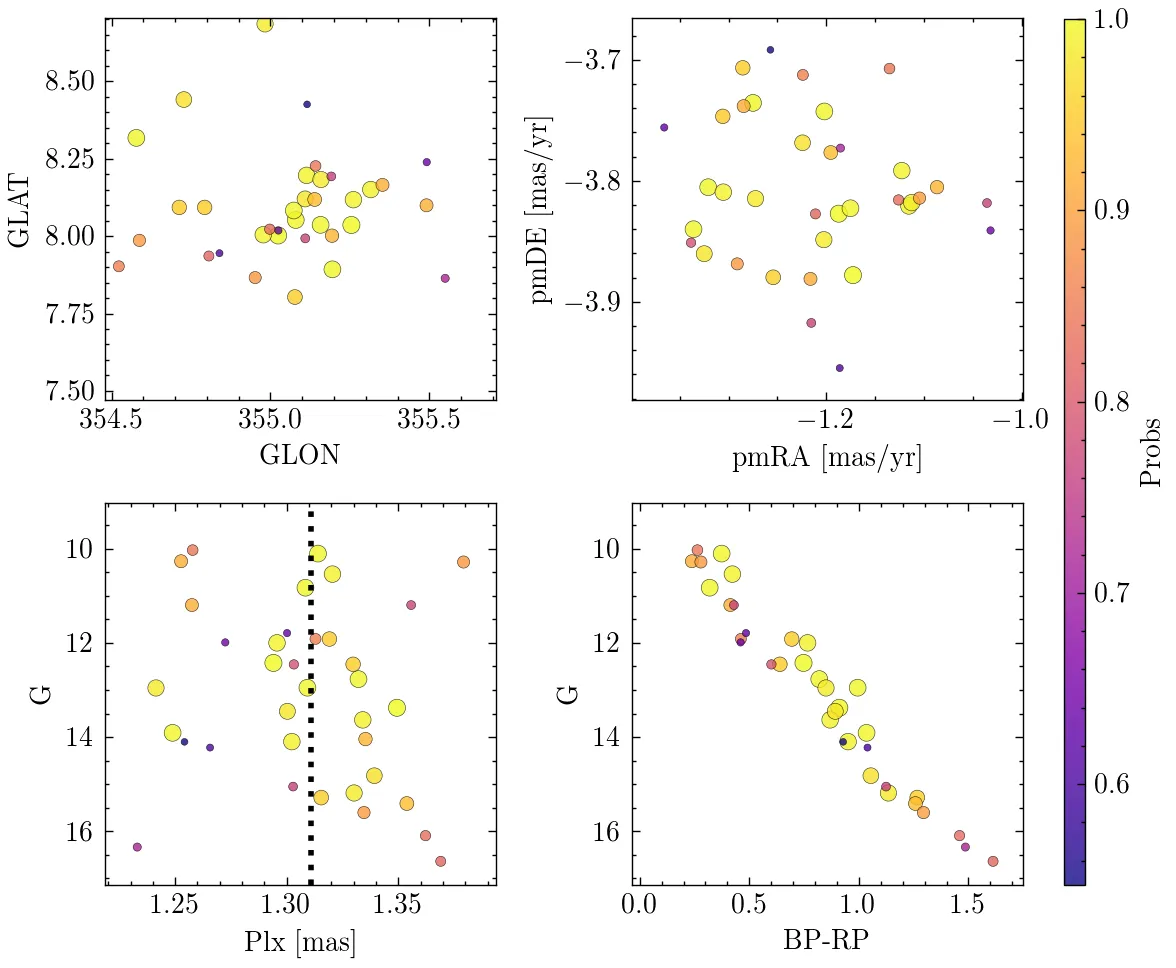 8.50
8.25
8.00
7.75
7.50
GLAT
354.5 355.0 355.5
GLON
−3.7
−3.8
−3.9
pmDE [mas/yr]
−1.2 −1.0
pmRA [mas/yr]
10
12
14
16
G
1.25 1.30 1.35
Plx [mas]
10
12
14
16
G
0.0 0.5 1.0 1.5
BP-RP
1.0
0.9
0.8
0.7
0.6
Probs